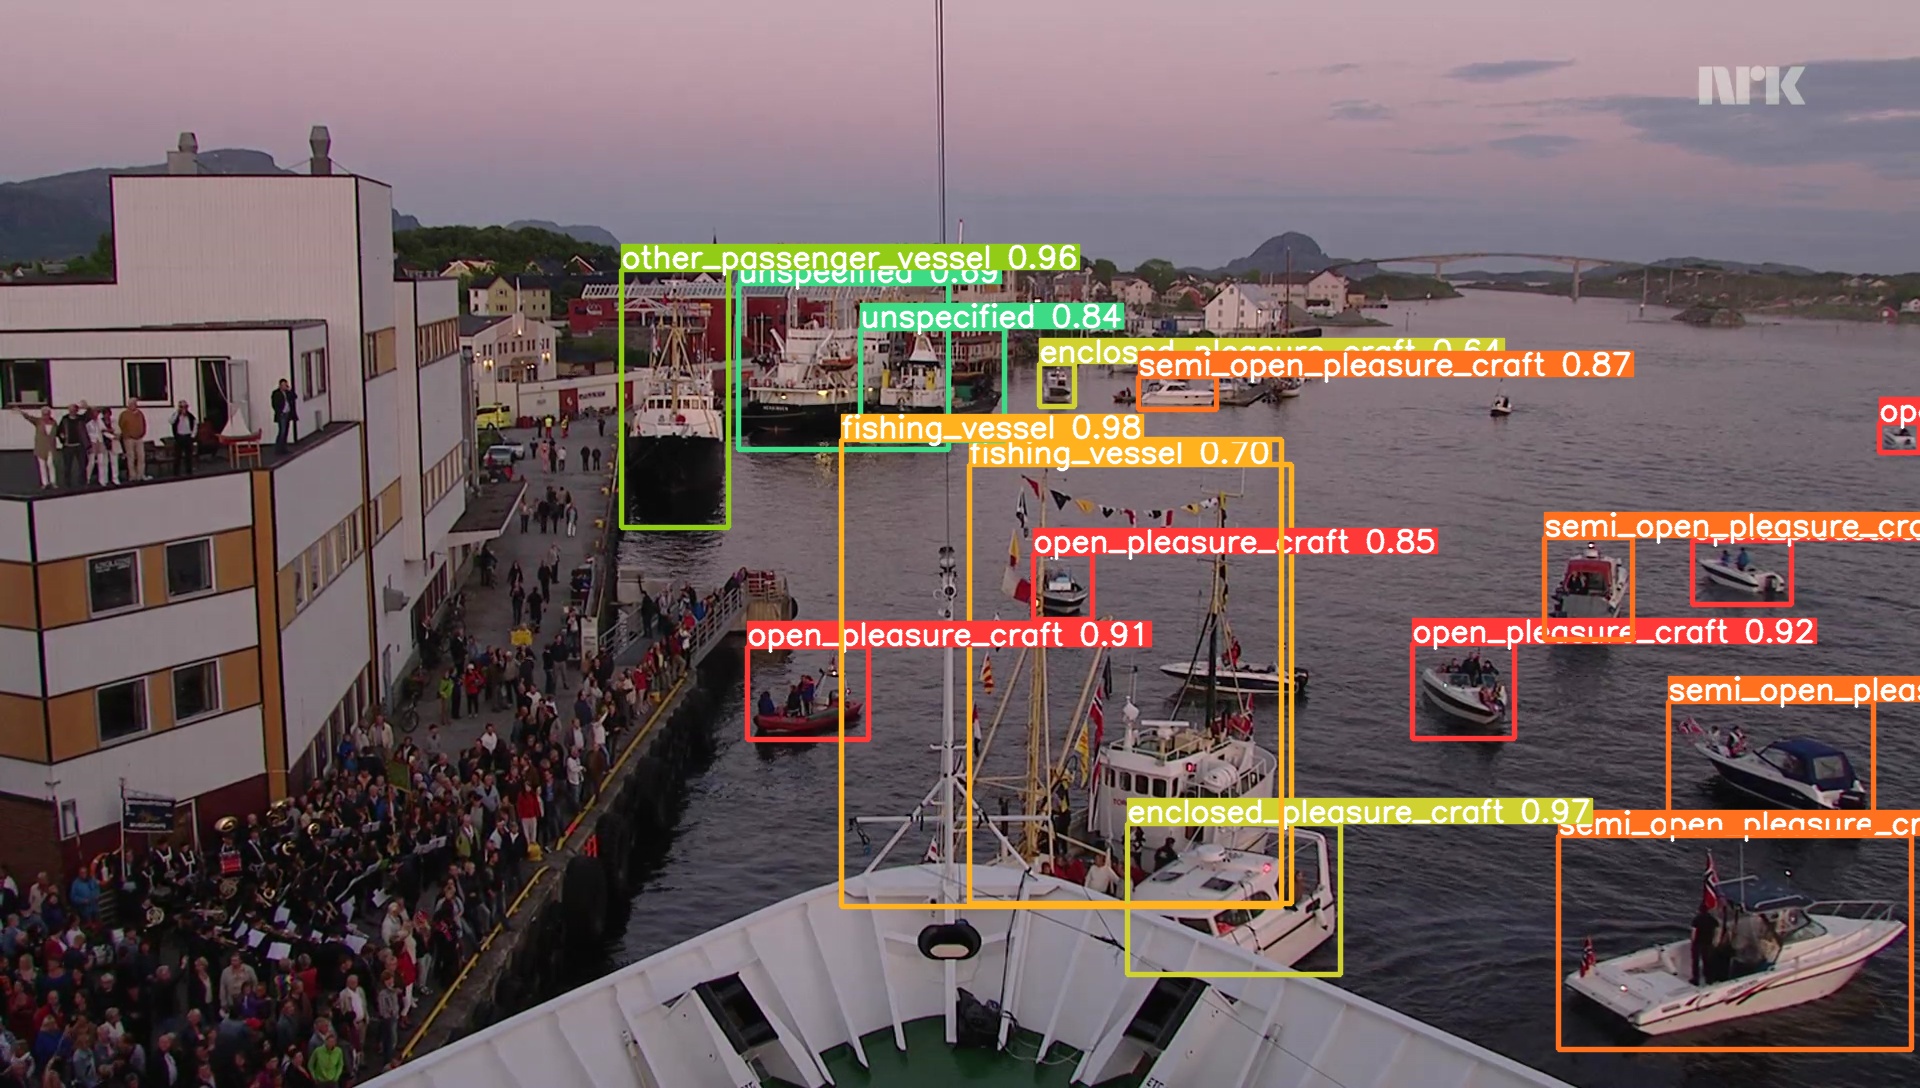 NRK
other_passenger_vessel 0.96
unspecified 0.69
unspecified 0.84
enclosed_pleasure_craft 0.64
semi_open_pleasure_craft 0.87
op
fishing_vessel 0.98
fishing_vessel 0.70
semi_open_pleasure_cra
open_pleasure_craft 0.85
open_pleasure_craft 0.91
open_pleasure_craft 0.92
semi_open_pleas
enclosed_pleasure_craft 0.97
semi_open_pleasure_cr